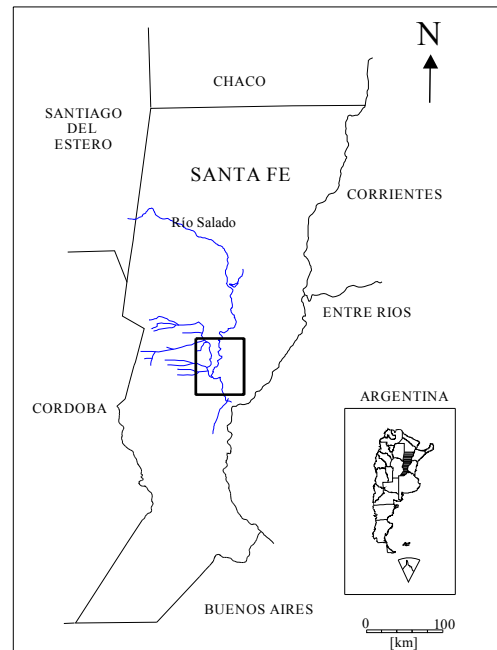 N
CHACO
SANTIAGO
DEL
ESTERO
SANTA FE
CORRIENTES
Río Salado
ENTRE RIOS
ARGENTINA
CORDOBA
BUENOS AIRES
0 100
[km]